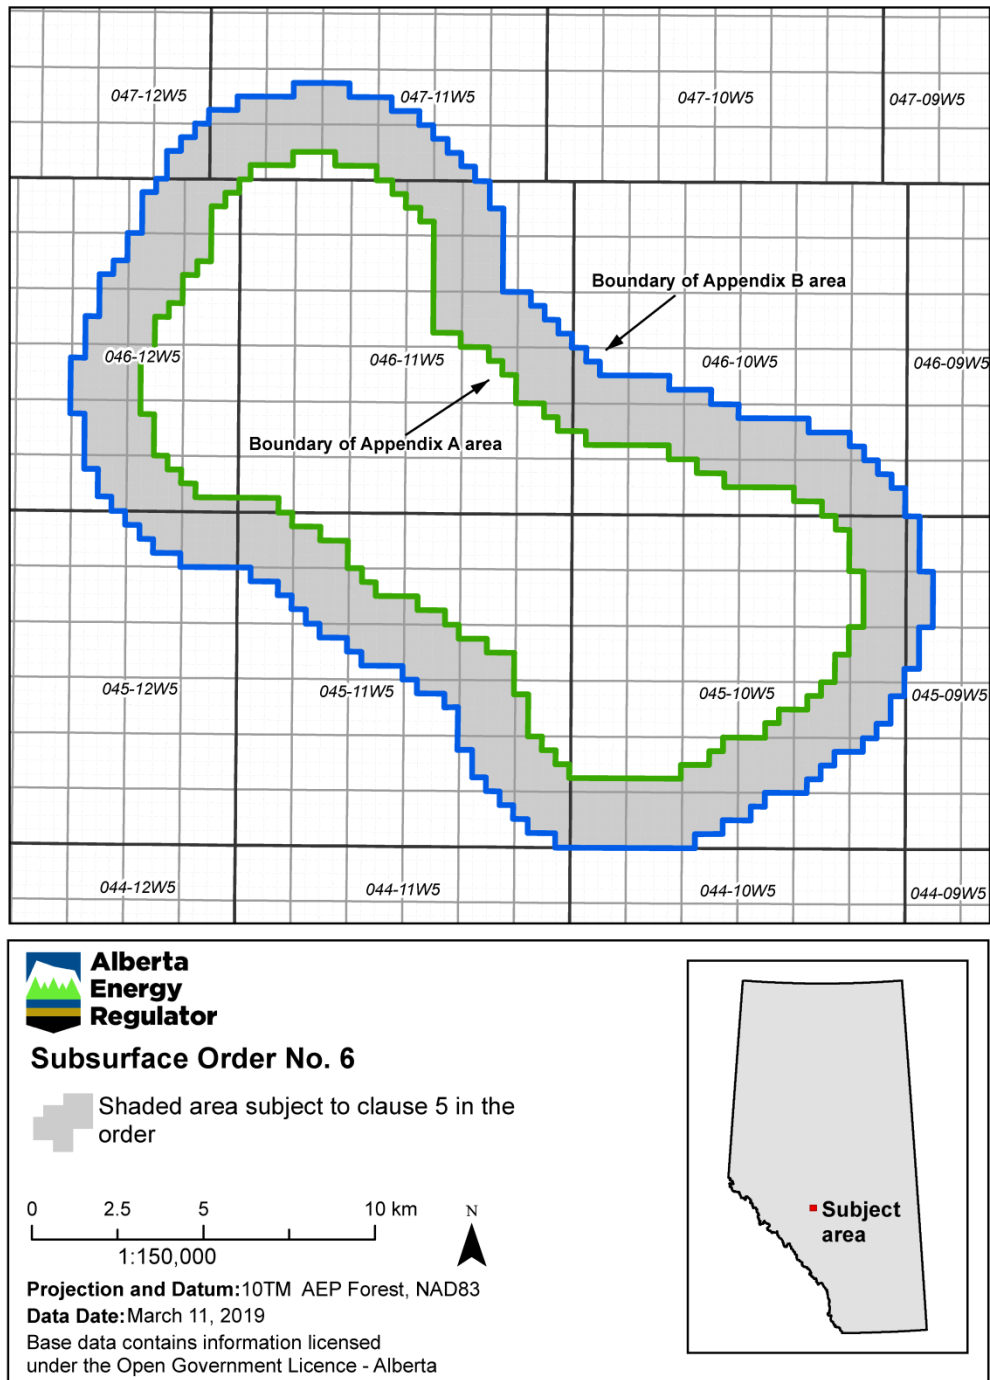 047-12W5
047-11W5
047-10W5
047-09W5
Boundary of Appendix B area
046-12W5
046-11W5
046-10W5
046-09W5
Boundary of Appendix A area
045-12W5
045-11W5
045-10W5
045-09W5
044-12W5
044-11W5
044-10W5
044-09W5
Alberta
Energy
Regulator
Subsurface Order No. 6
Shaded area subject to clause 5 in the
order
0 2.5 5 10 km
1:150,000
N
Projection and Datum:10TM AEP Forest, NAD83
Data Date:March 11, 2019
Base data contains information licensed
under the Open Government Licence - Alberta
Subject
area